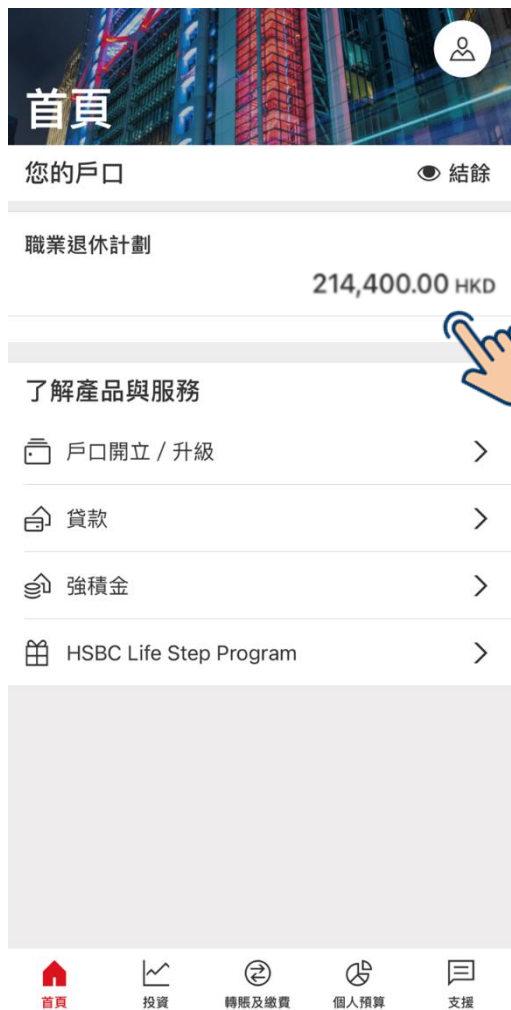 首頁
您的戶口
結餘
職業退休計劃
214,400.00 HKD
了解產品與服務
戶口開立 / 升級
貸款
強積金
HSBC Life Step Program
首頁
投資
轉賬及繳費
個人預算
支援